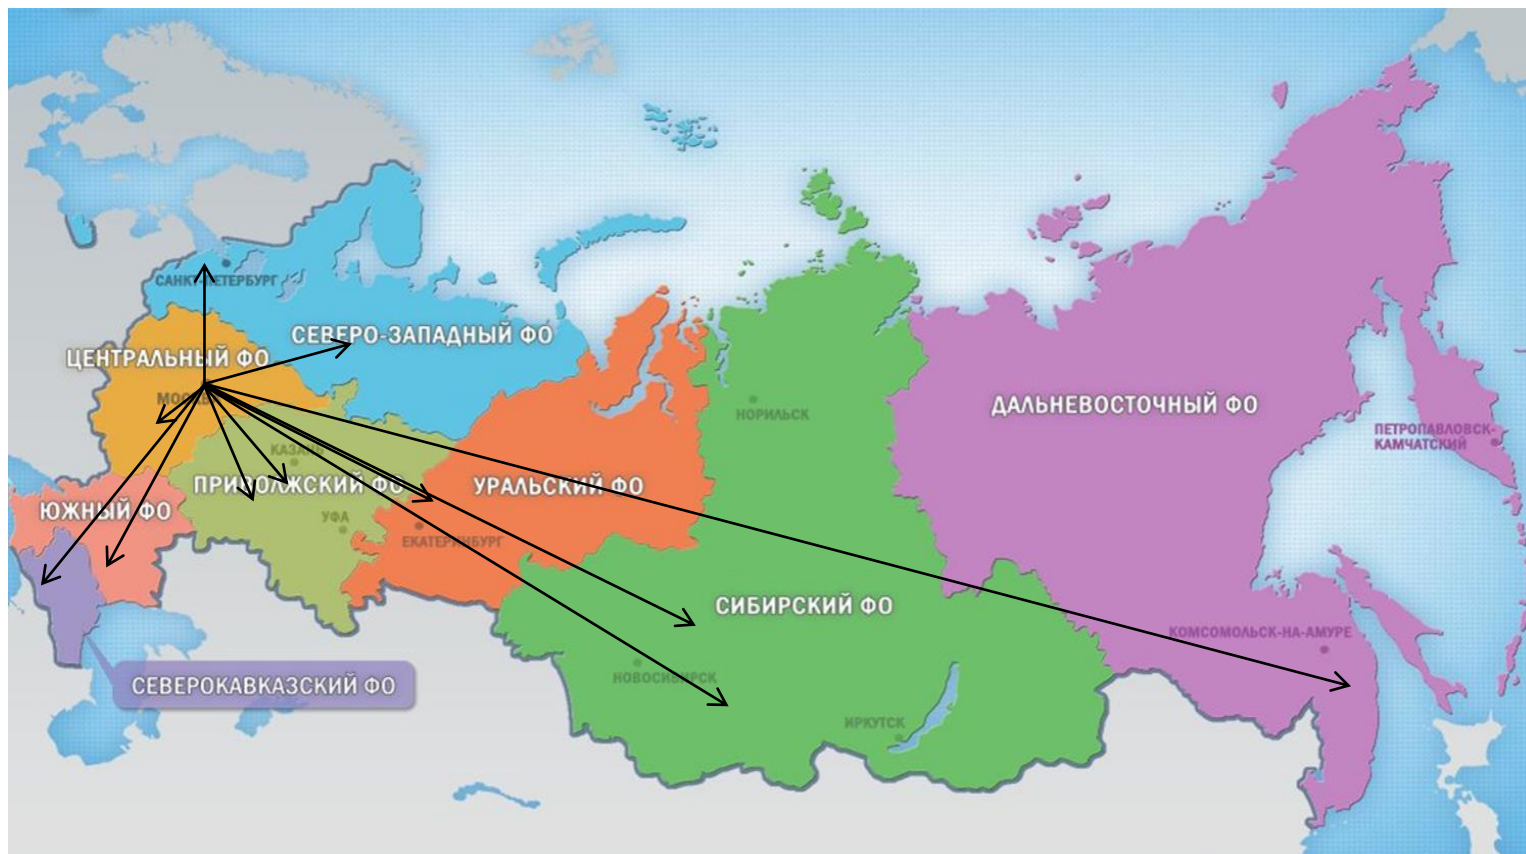 САНКТ-ПЕТЕРБУРГ
СЕВЕРО-ЗАПАДНЫЙ ФО
ЦЕНТРАЛЬНЫЙ ФО
МОСКВА
НОРИЛЬСК
ДАЛЬНЕВОСТОЧНЫЙ ФО
ПЕТРОПАВЛОВСК-
КАМЧАТСКИЙ
КАЗАНЬ
ПРИВОЛЖСКИЙ ФО
УРАЛЬСКИЙ ФО
ЮЖНЫЙ ФО
УФА
ЕКАТЕРИНБУРГ
СИБИРСКИЙ ФО
КОМСОМОЛЬСК-НА-АМУРЕ
НОВОСИБИРСК
СЕВЕРОКАВКАЗСКИЙ ФО
ИРКУТСК